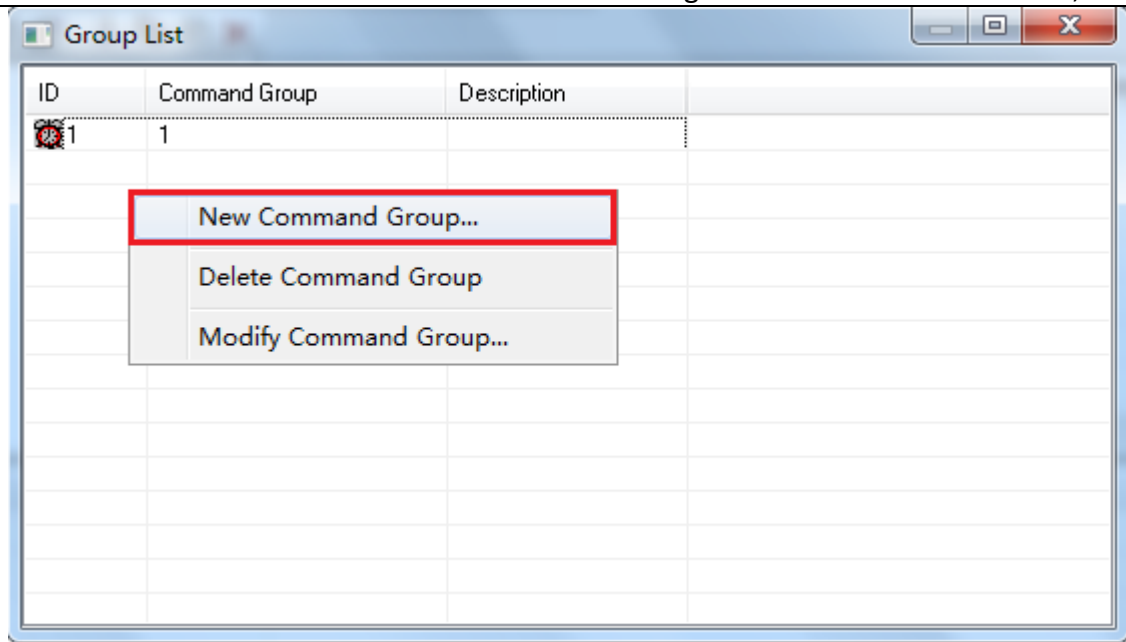 Group List
ID Command Group Description
1 1
New Command Group...
Delete Command Group
Modify Command Group...